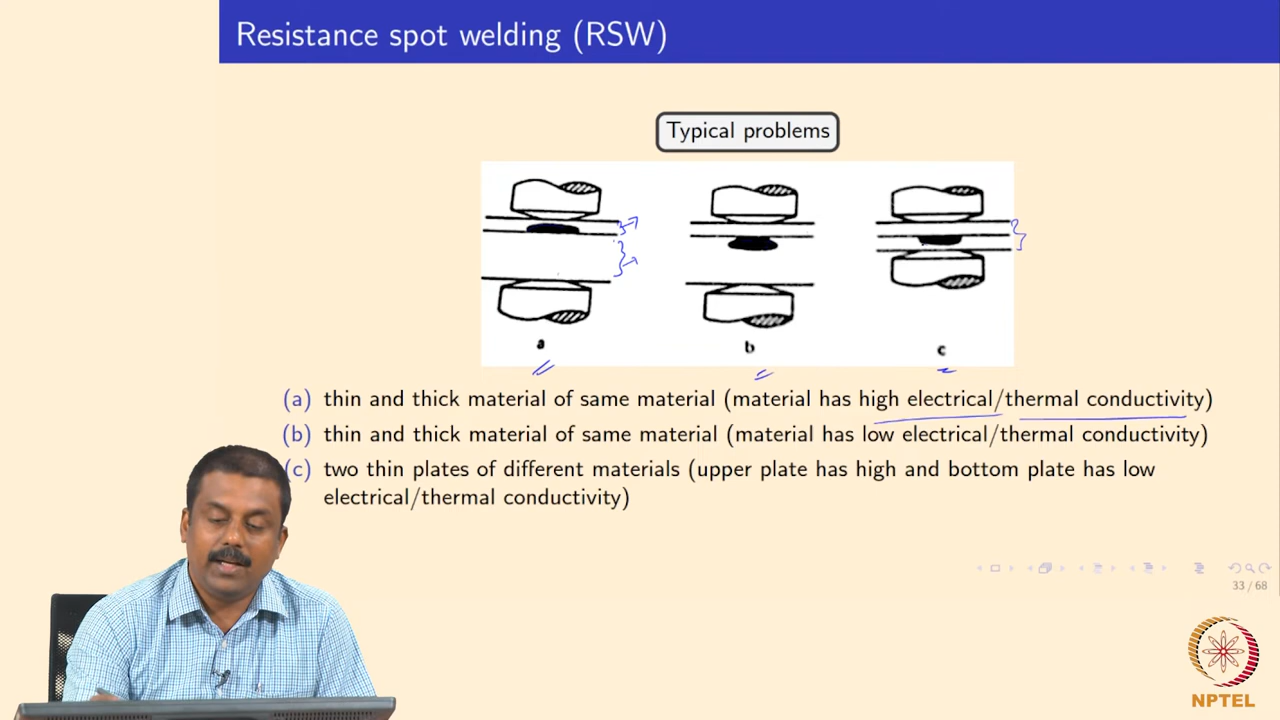 Resistance spot welding (RSW)
Typical problems
a
b
c
(a) thin and thick material of same material (material has high electrical/thermal conductivity)
(b) thin and thick material of same material (material has low electrical/thermal conductivity)
(c) two thin plates of different materials (upper plate has high and bottom plate has low
electrical/thermal conductivity)
33 / 68
NPTEL